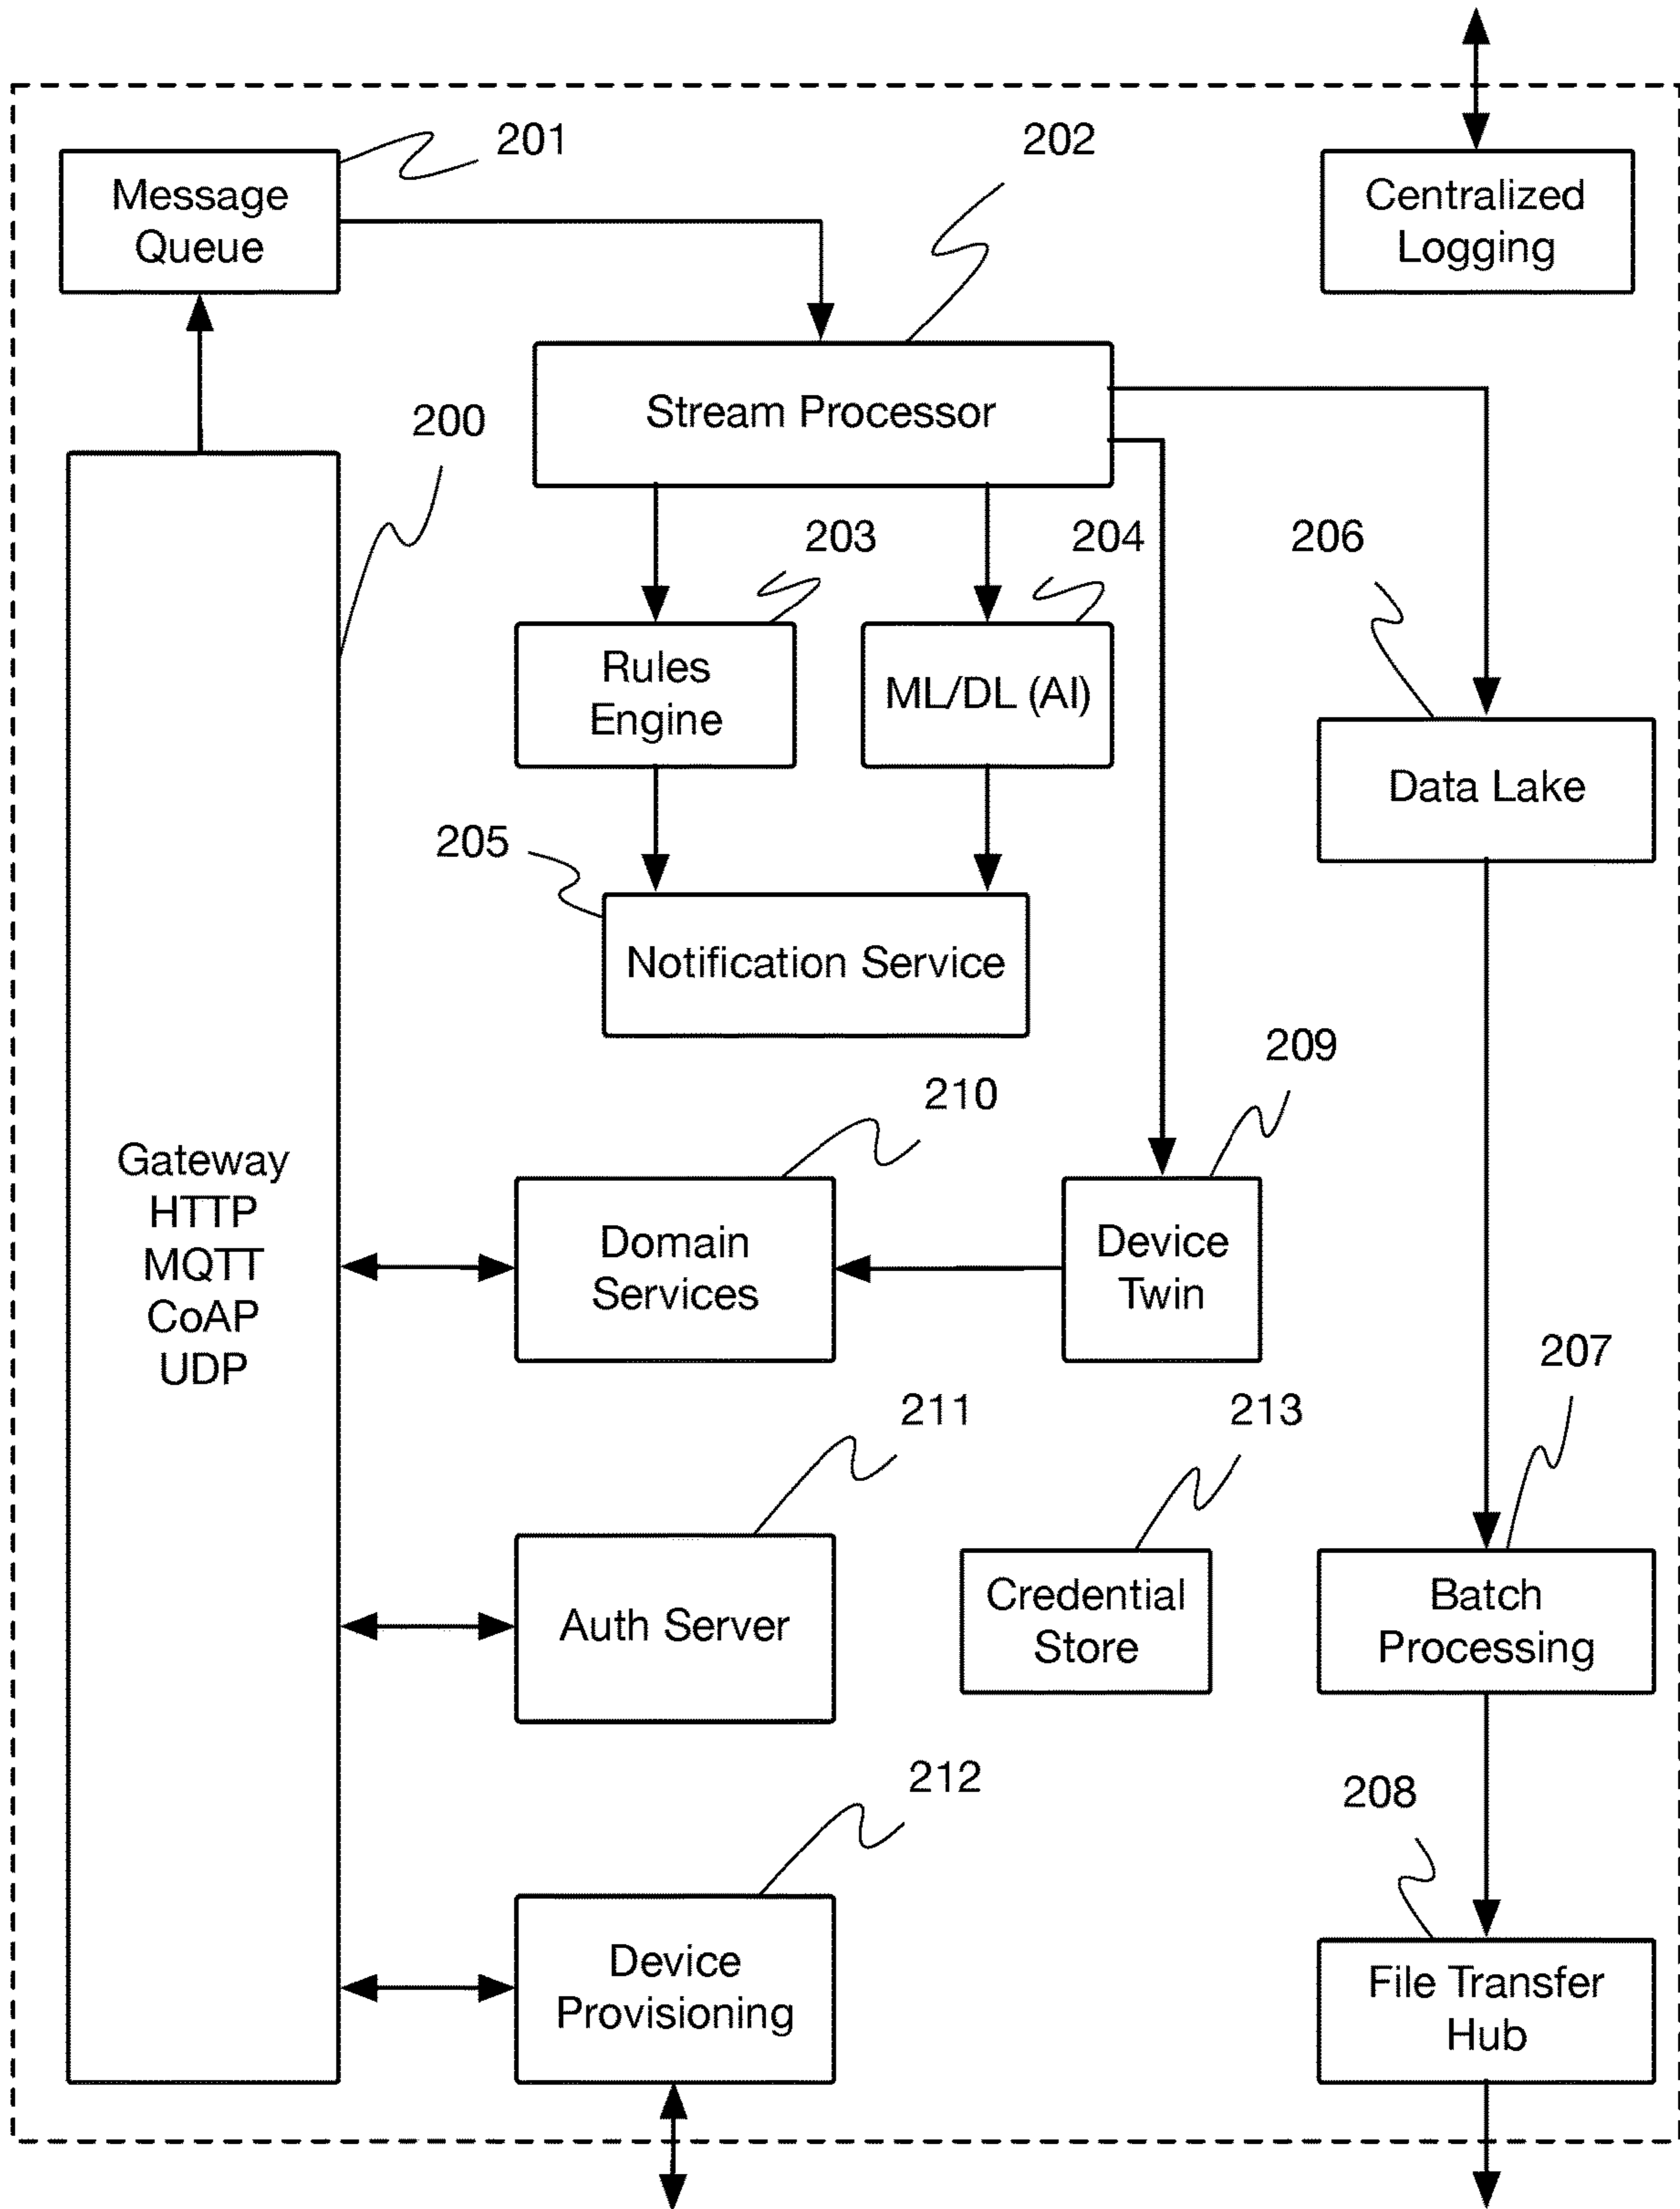 201
202
Message
Queue
Centralized
Logging
Stream Processor
200
203
204
206
Rules
Engine
ML/DL (AI)
Data Lake
205
Notification Service
209
210
Gateway
HTTP
MQTT
CoAP
UDP
Domain
Services
Device
Twin
207
211
213
Auth Server
Credential
Store
Batch
Processing
212
208
Device
Provisioning
File Transfer
Hub